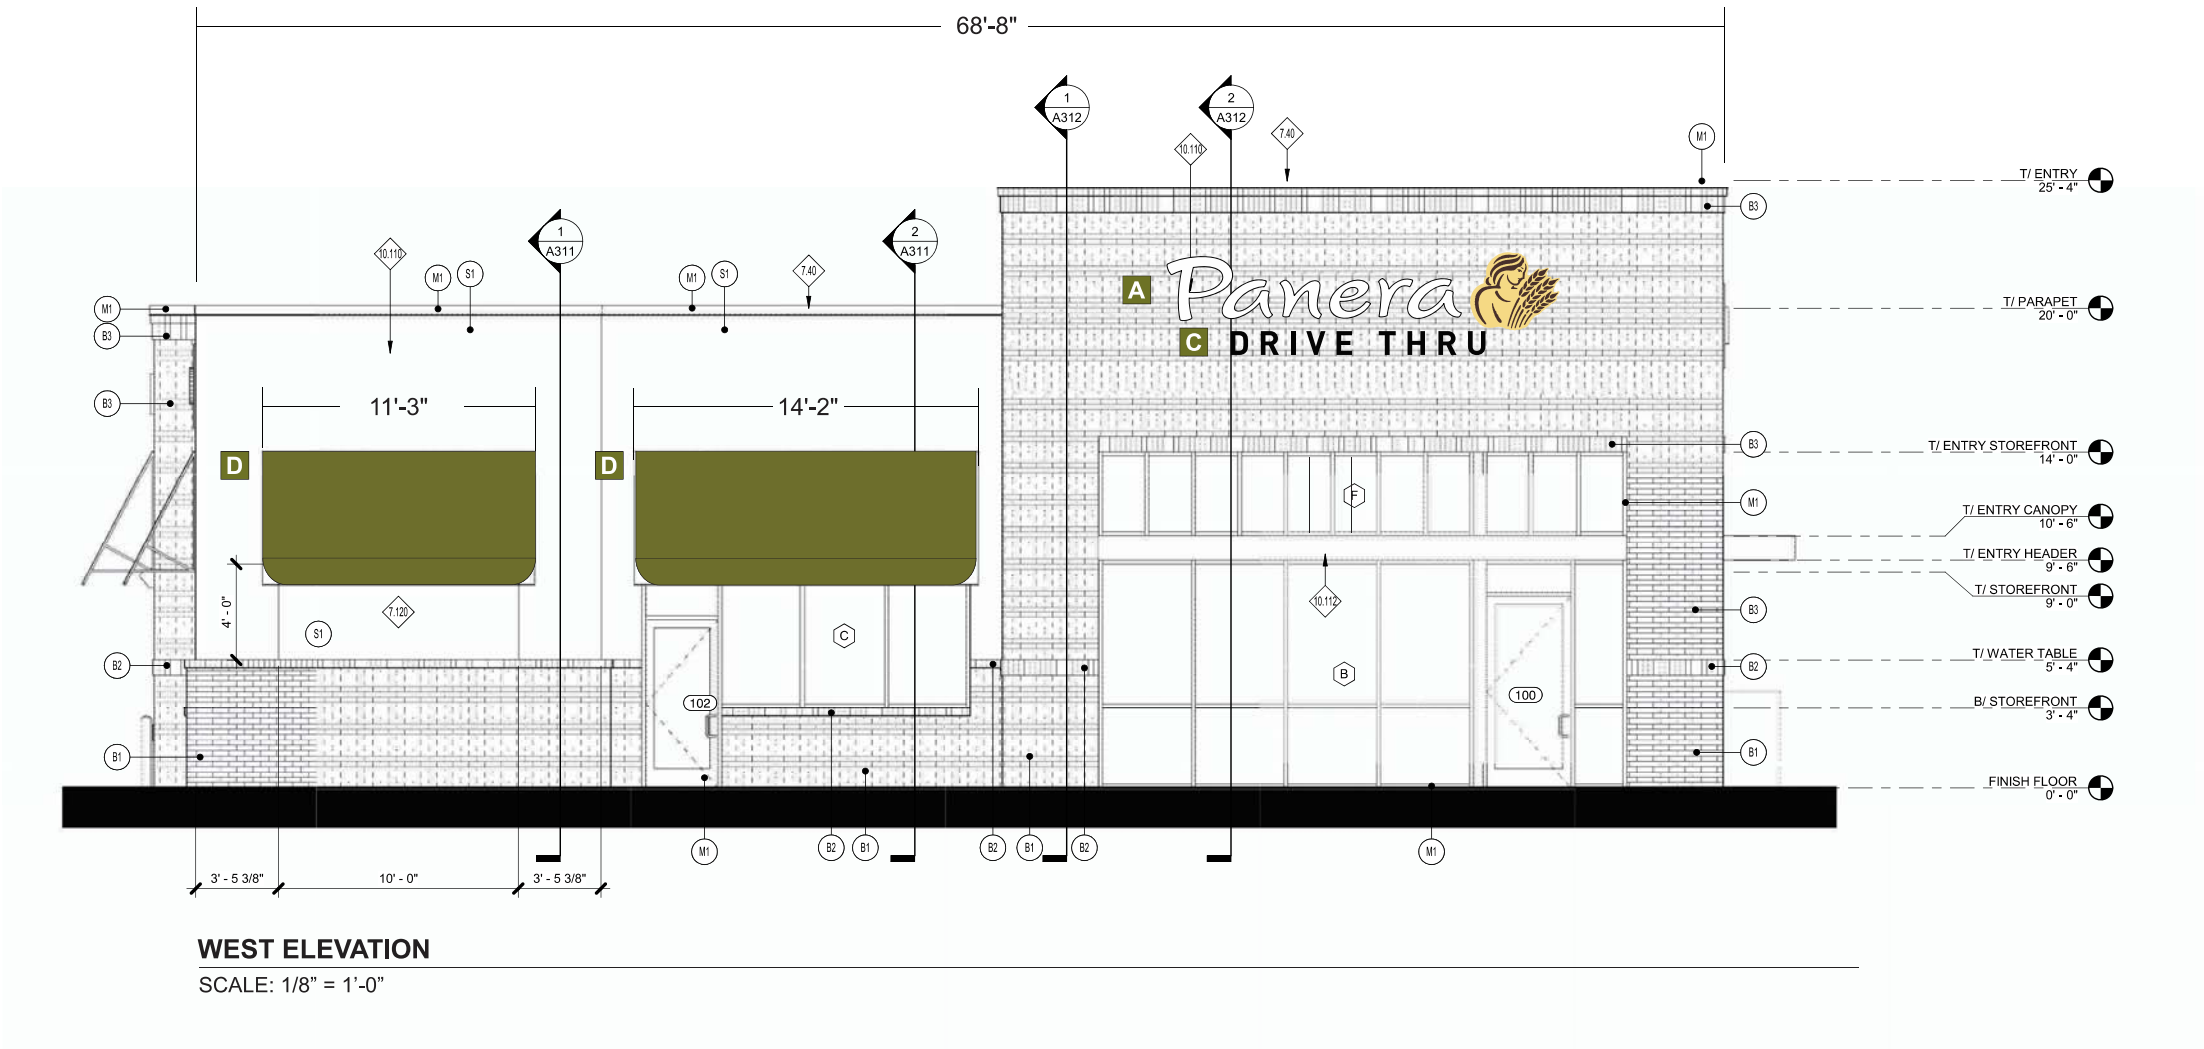 68'-8"
1
A312
2
A312
7.40
10.110
M1
T/ ENTRY
25' - 4"
B3
1
A311
2
A311
10.110
M1
S1
M1
S1
7.40
A
Panera
C
DRIVE THRU
M1
T/ PARAPET
20' - 0"
B3
B3
11'-3"
14'-2"
D
D
B3
T/ ENTRY STOREFRONT
14' - 0"
F
M1
T/ ENTRY CANOPY
10' - 6"
T/ ENTRY HEADER
9' - 6"
T/ STOREFRONT
9' - 0"
4' - 0"
7.120
S1
C
10.112
B3
B2
T/ WATER TABLE
5' - 4"
B2
B
102
100
B/ STOREFRONT
3' - 4"
B1
B1
FINISH FLOOR
0' - 0"
M1
B2
B1
B2
B1
B2
M1
3' - 5 3/8"
10' - 0"
3' - 5 3/8"
WEST ELEVATION
SCALE: 1/8” = 1’-0”